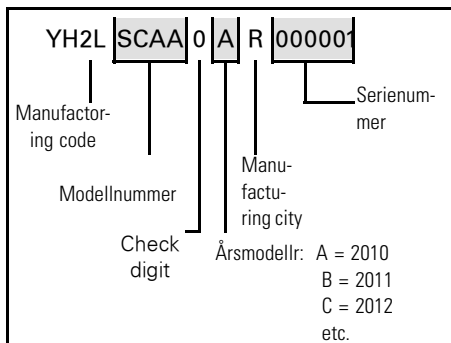 YH2L SCAA 0 A R 000001
Serienum-
mer
Manufactor-
ing code
Manu-
factu-
ring city
Modellnummer
Check
digit
Årsmodellr: A = 2010
B = 2011
C = 2012
etc.